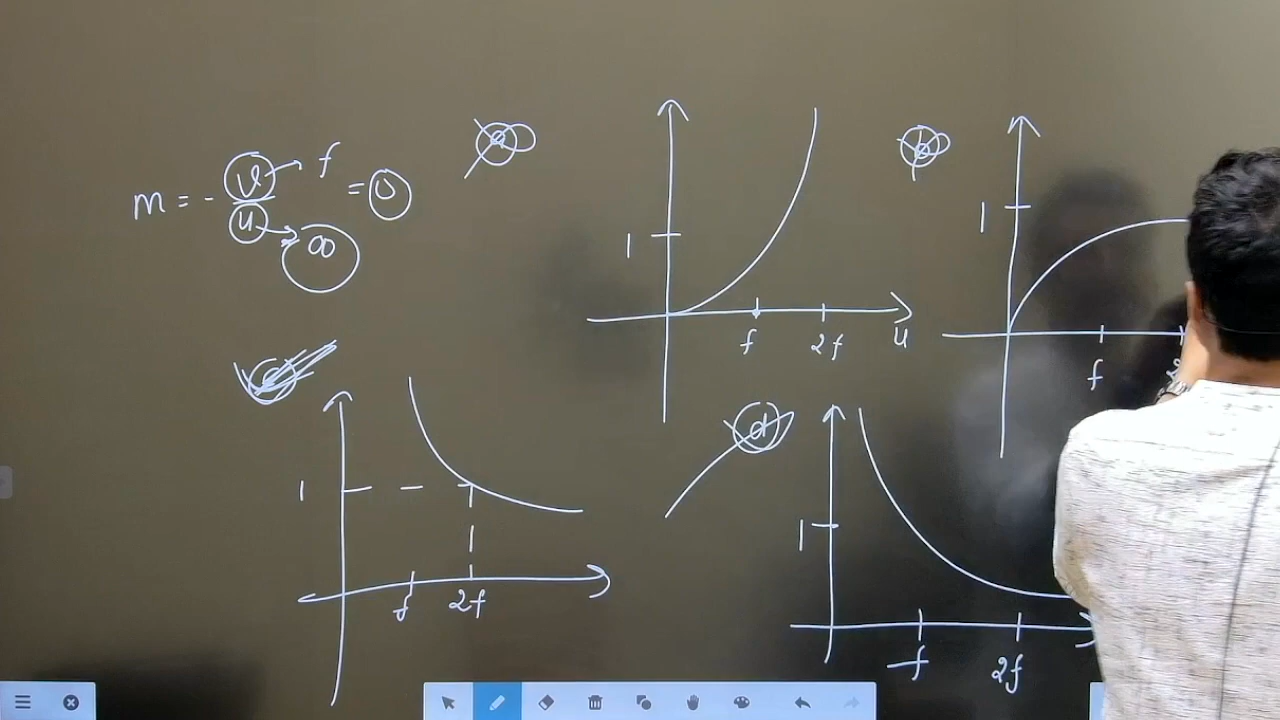 m = - v/u → f = 0
→ ∞
a
1
f 2f u
b
1
f
c
1
f 2f
d
1
f 2f